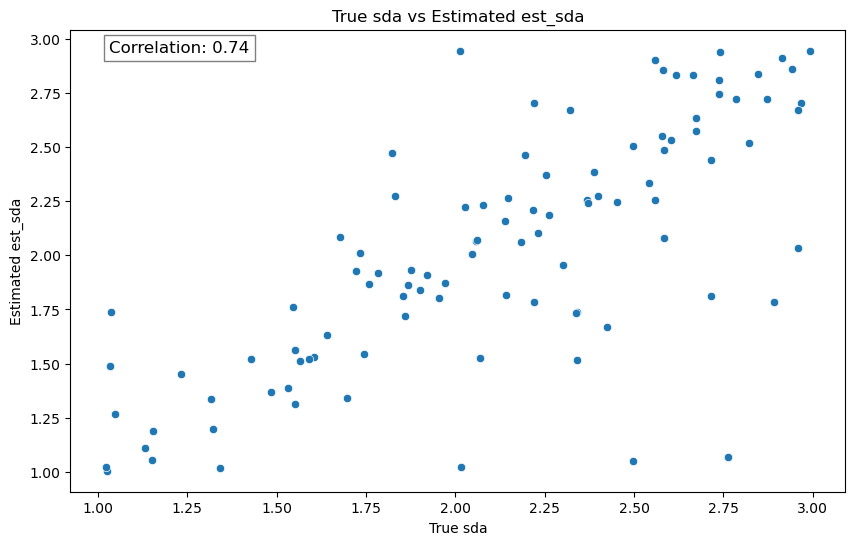 True sda vs Estimated est_sda
Correlation: 0.74
Estimated est_sda
3.00
2.75
2.50
2.25
2.00
1.75
1.50
1.25
1.00
1.00 1.25 1.50 1.75 2.00 2.25 2.50 2.75 3.00
True sda